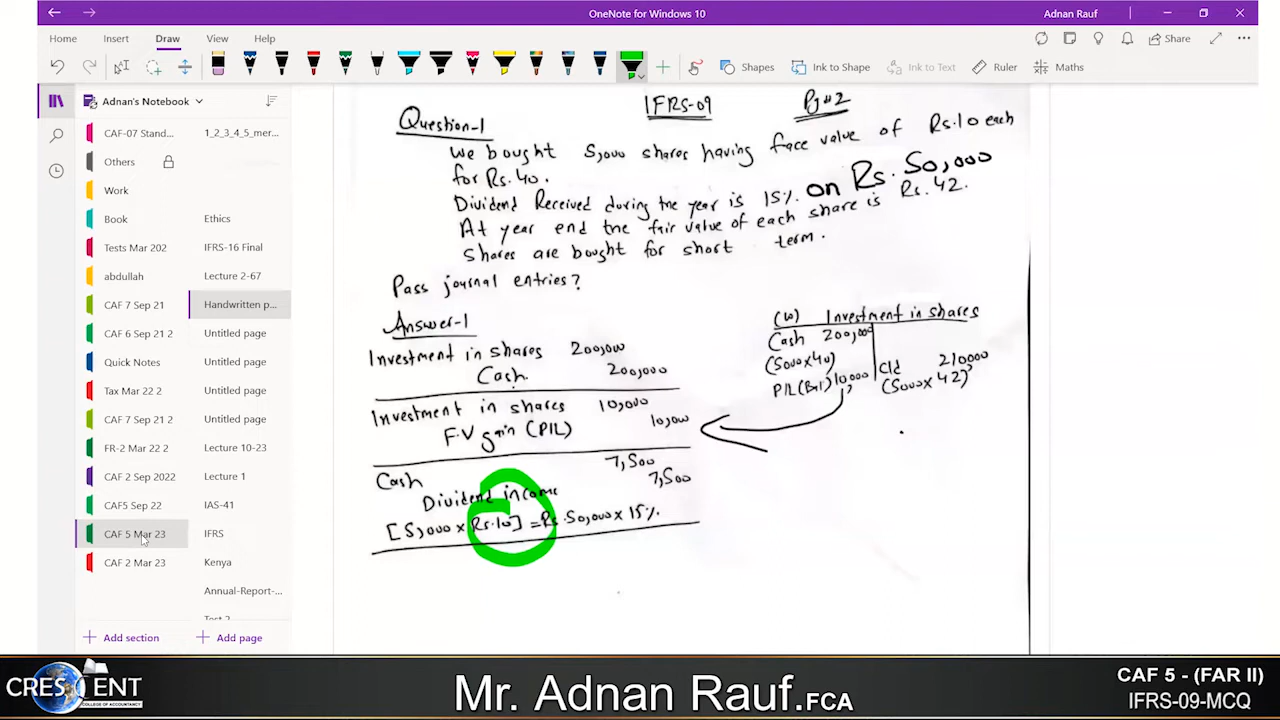 OneNote for Windows 10
Adnan Rauf
Home Insert Draw View Help
Share
Shapes
Ink to Shape
Ink to Text
Ruler
Maths
Adnan's Notebook
CAF-07 Stand...
Others
Work
Book
Tests Mar 202
abdullah
CAF 7 Sep 21
CAF 6 Sep 21 2
Quick Notes
Tax Mar 22 2
CAF 7 Sep 21 2
FR-2 Mar 22 2
CAF 2 Sep 2022
CAF5 Sep 22
CAF 5 Mar 23
CAF 2 Mar 23
Add section
1_2_3_4_5_mer...
Ethics
IFRS-16 Final
Lecture 2-67
Handwritten p...
Untitled page
Untitled page
Untitled page
Untitled page
Lecture 10-23
Lecture 1
IAS-41
IFRS
Kenya
Annual-Report-...
Test 2
Add page
IFRS-09 Pg#2
Question-1
We bought 5,000 shares having face value of Rs.10 each
for Rs.40.
Dividend Received during the year is 15% on Rs. 50,000
At year end the fair value of each share is Rs. 42.
Shares are bought for short term.
Pass journal entries?
Answer-1
Investment in shares 200,000
Cash 200,000
Investment in shares 10,000
F.V gain (P/L) 10,000
Cash 7,500
Dividend income 7,500
[5,000 x Rs.10] = Rs.50,000 x 15%
(W) Investment in shares
Cash 200,000
(5000x40)
P/L (Bal) 10,000
C/d 210000
(5000x42)
CRESCENT
COLLEGE OF ACCOUNTANCY
Mr. Adnan Rauf.FCA
CAF 5 - (FAR II)
IFRS-09-MCQ